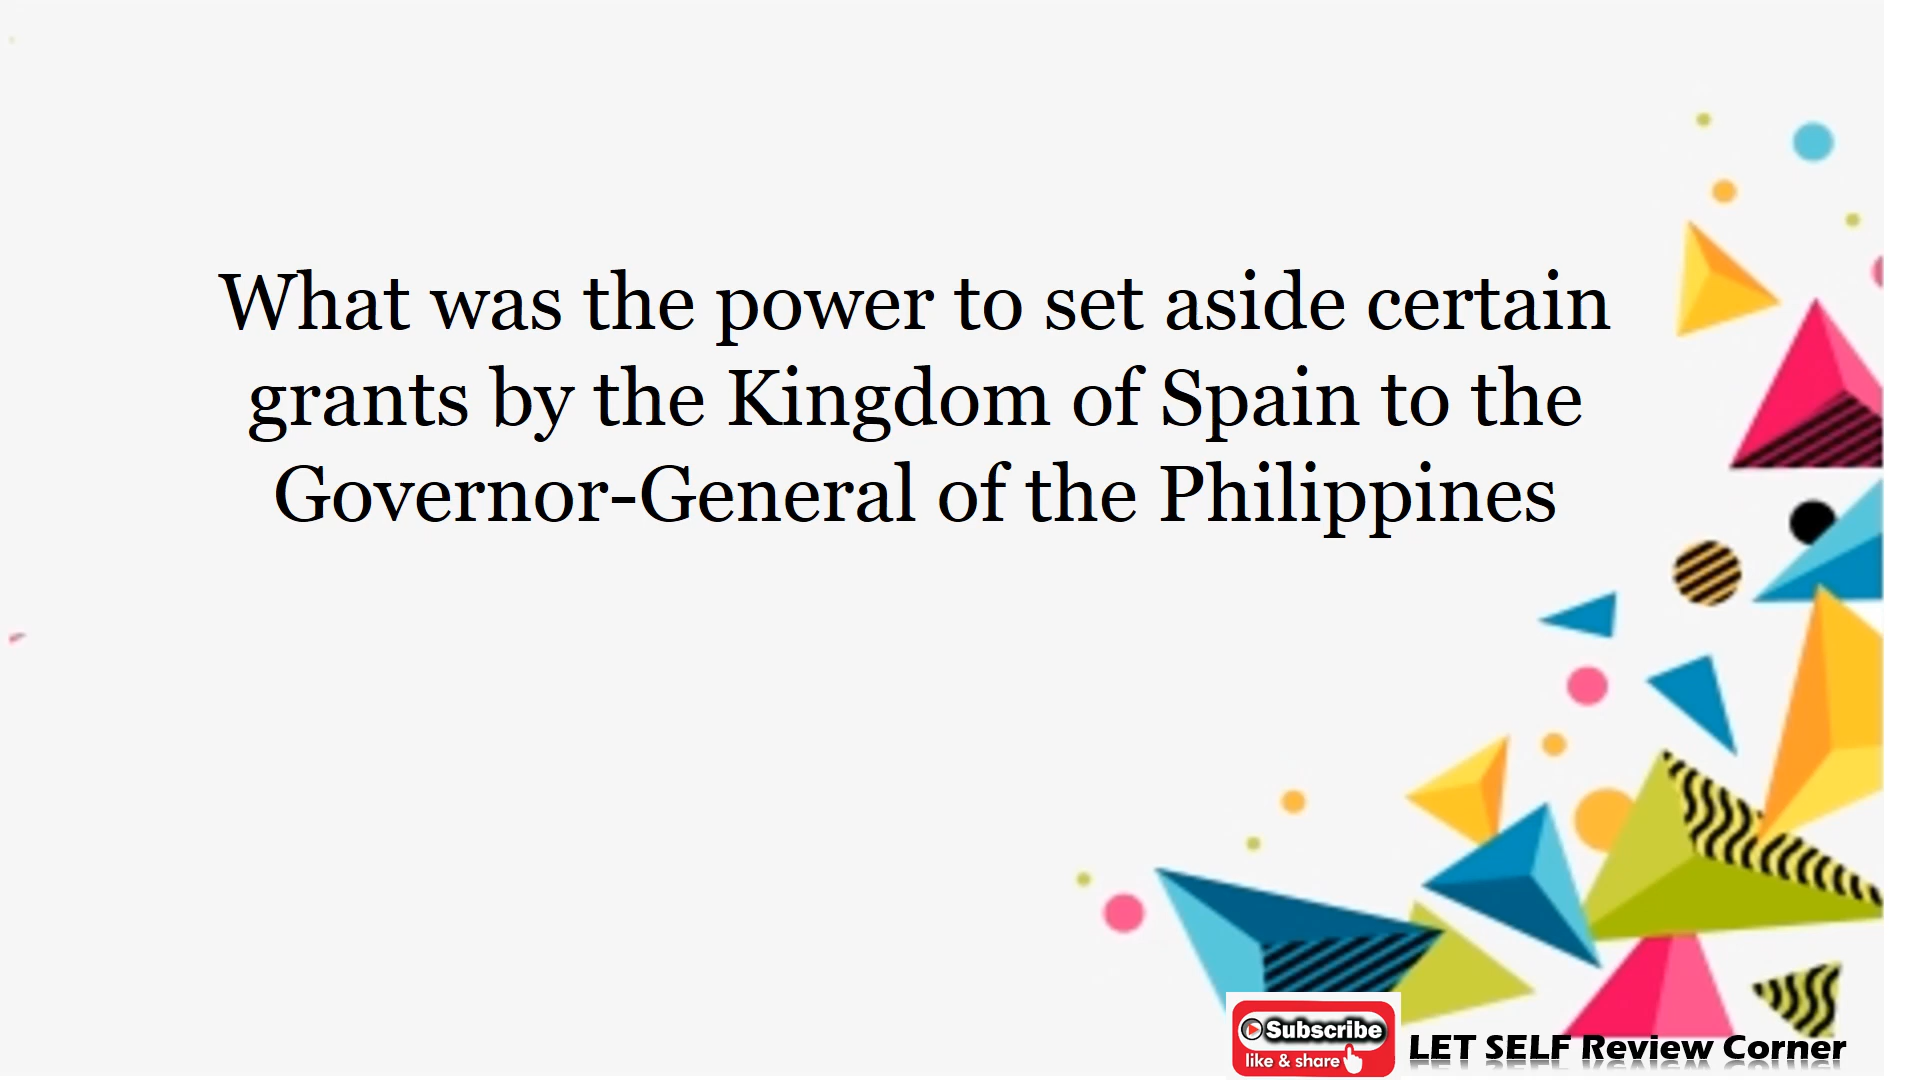 What was the power to set aside certain
grants by the Kingdom of Spain to the
Governor-General of the Philippines
Subscribe
like & share
LET SELF Review Corner